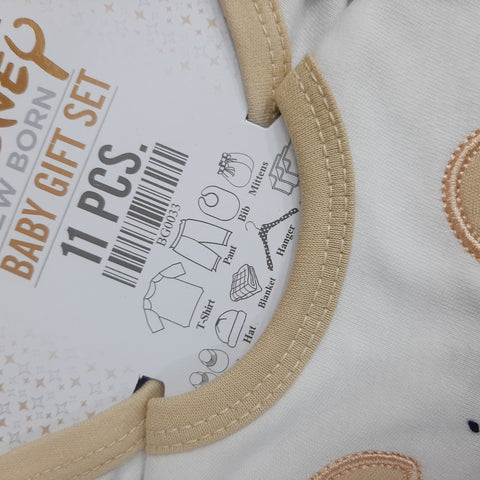 NEW BORN
BABY GIFT SET
11 PCS.
BG0033
Mittens
Bib
Pant
Hanger
Blanket
T-Shirt
Hat